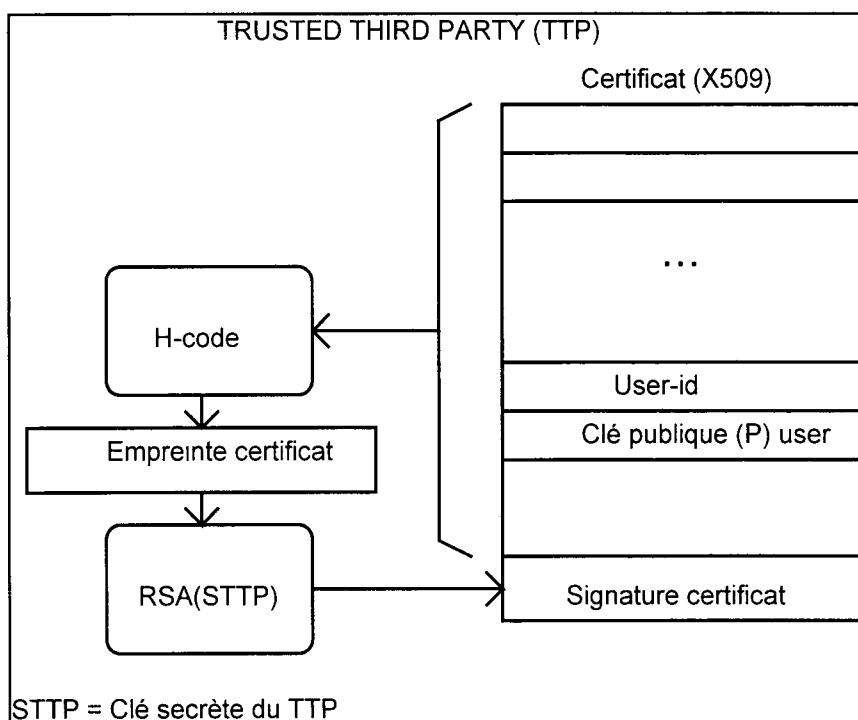 TRUSTED THIRD PARTY (TTP)
Certificat (X509)
...
H-code
User-id
Clé publique (P) user
Empreinte certificat
RSA(STTP)
Signature certificat
STTP = Clé secrète du TTP